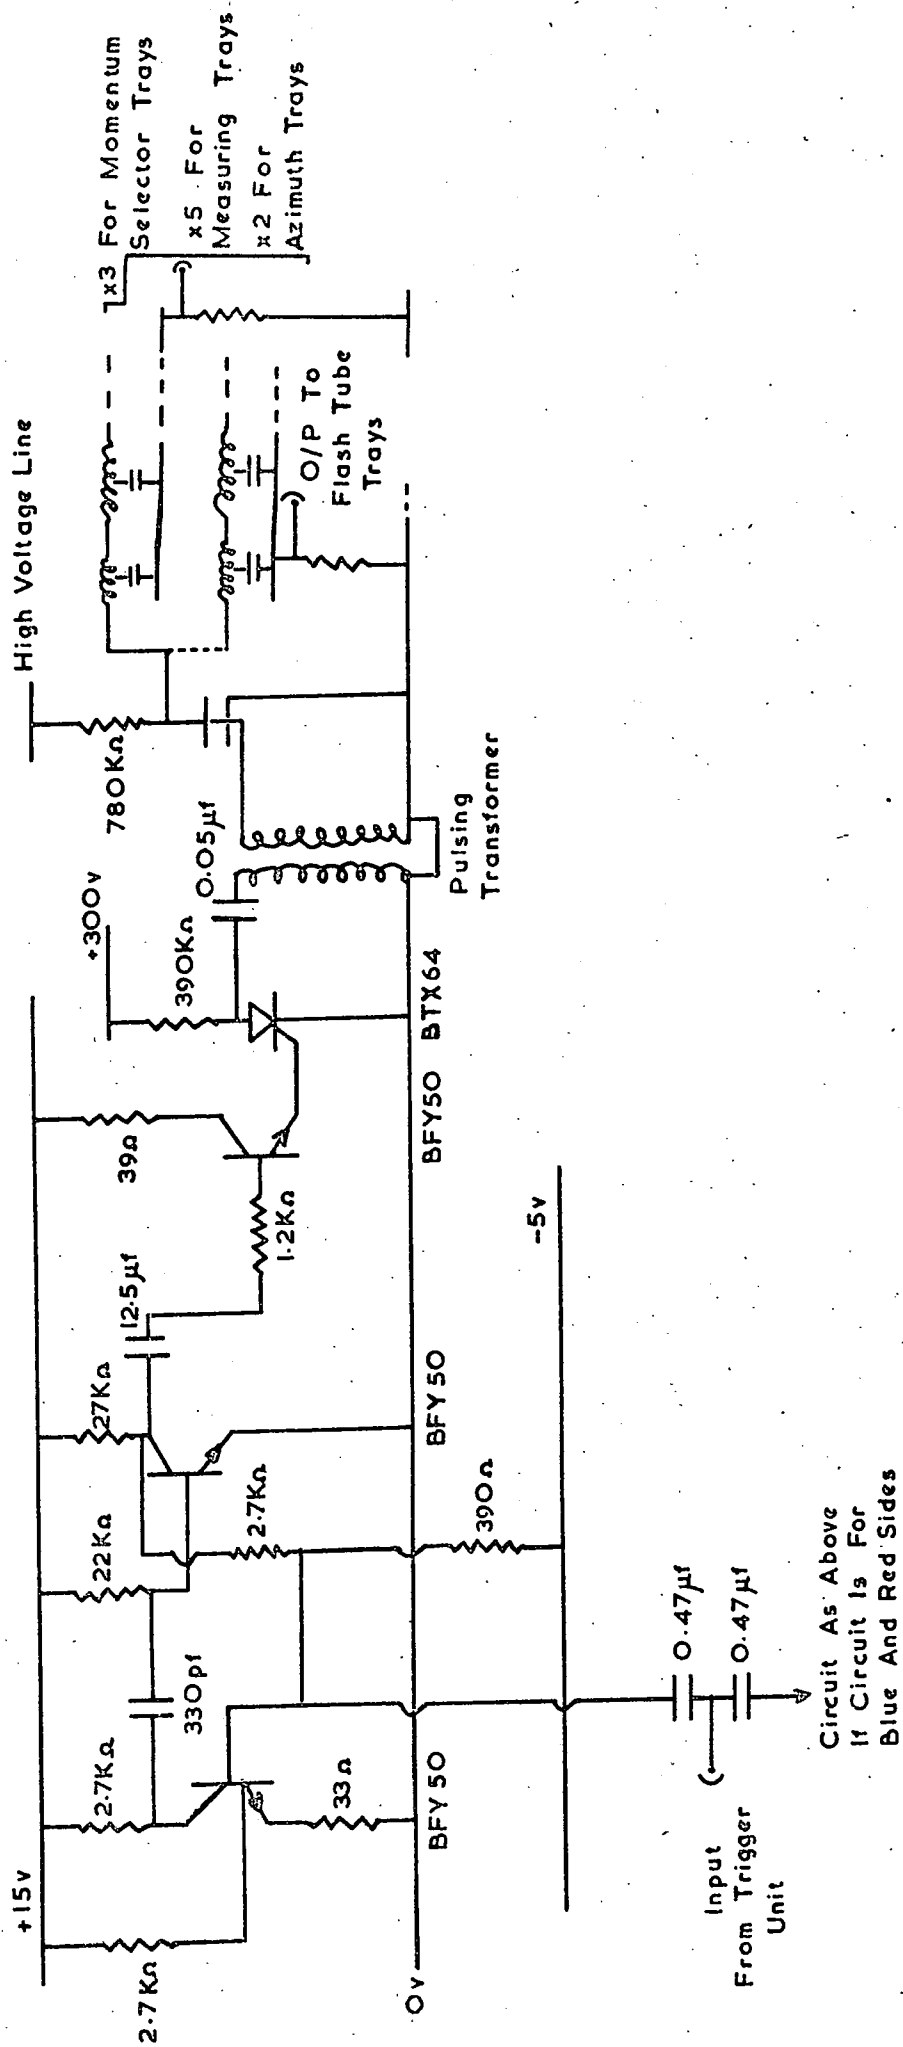 +15v
2.7KΩ
2.7KΩ
330pf
33Ω
BFY50
0v
22KΩ
27KΩ
2.7KΩ
390Ω
12.5µf
BFY50
1.2KΩ
39Ω
BFY50
-5v
+300v
390KΩ
BTX64
0.05µf
Pulsing
Transformer
High Voltage Line
780KΩ
O/P To
Flash Tube
Trays
x3 For Momentum
Selector Trays
x5 For
Measuring Trays
x2 For
Azimuth Trays
Input
From Trigger
Unit
0.47µf
0.47µf
Circuit As Above
If Circuit Is For
Blue And Red Sides